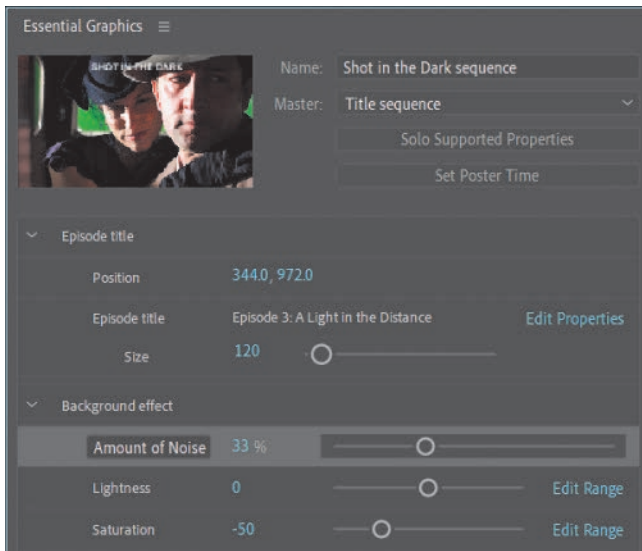 Essential Graphics
SHOT IN THE DARK
Name: Shot in the Dark sequence
Master: Title sequence
Solo Supported Properties
Set Poster Time
Episode title
Position 344.0, 972.0
Episode title Episode 3: A Light in the Distance Edit Properties
Size 120
Background effect
Amount of Noise 33 %
Lightness 0 Edit Range
Saturation -50 Edit Range